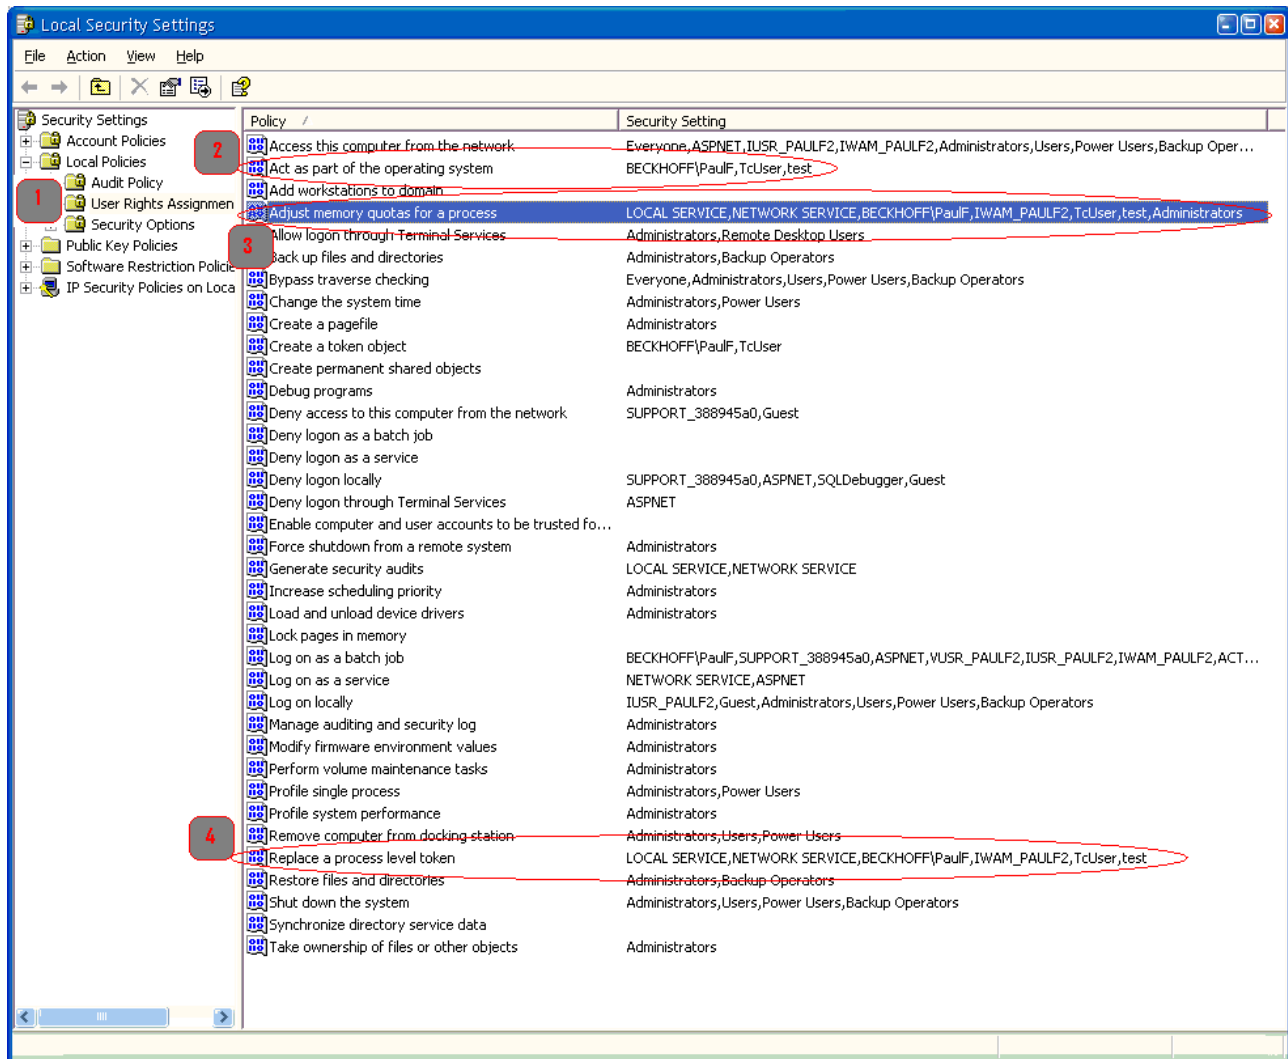 Local Security Settings
File Action View Help
Security Settings
Account Policies
Local Policies
Audit Policy
User Rights Assignmen
Security Options
Public Key Policies
Software Restriction Policie
IP Security Policies on Loca
1
2
3
4
Policy Security Setting
Access this computer from the network Everyone,ASPNET,IUSR_PAULF2,IWAM_PAULF2,Administrators,Users,Power Users,Backup Oper...
Act as part of the operating system BECKHOFF\PaulF,TcUser,test
Add workstations to domain
Adjust memory quotas for a process LOCAL SERVICE,NETWORK SERVICE,BECKHOFF\PaulF,IWAM_PAULF2,TcUser,test,Administrators
Allow logon through Terminal Services Administrators,Remote Desktop Users
Back up files and directories Administrators,Backup Operators
Bypass traverse checking Everyone,Administrators,Users,Power Users,Backup Operators
Change the system time Administrators,Power Users
Create a pagefile Administrators
Create a token object BECKHOFF\PaulF,TcUser
Create permanent shared objects
Debug programs Administrators
Deny access to this computer from the network SUPPORT_388945a0,Guest
Deny logon as a batch job
Deny logon as a service
Deny logon locally SUPPORT_388945a0,ASPNET,SQLDebugger,Guest
Deny logon through Terminal Services ASPNET
Enable computer and user accounts to be trusted fo...
Force shutdown from a remote system Administrators
Generate security audits LOCAL SERVICE,NETWORK SERVICE
Increase scheduling priority Administrators
Load and unload device drivers Administrators
Lock pages in memory
Log on as a batch job BECKHOFF\PaulF,SUPPORT_388945a0,ASPNET,VUSR_PAULF2,IUSR_PAULF2,IWAM_PAULF2,ACT...
Log on as a service NETWORK SERVICE,ASPNET
Log on locally IUSR_PAULF2,Guest,Administrators,Users,Power Users,Backup Operators
Manage auditing and security log Administrators
Modify firmware environment values Administrators
Perform volume maintenance tasks Administrators
Profile single process Administrators,Power Users
Profile system performance Administrators
Remove computer from docking station Administrators,Users,Power Users
Replace a process level token LOCAL SERVICE,NETWORK SERVICE,BECKHOFF\PaulF,IWAM_PAULF2,TcUser,test
Restore files and directories Administrators,Backup Operators
Shut down the system Administrators,Users,Power Users,Backup Operators
Synchronize directory service data
Take ownership of files or other objects Administrators